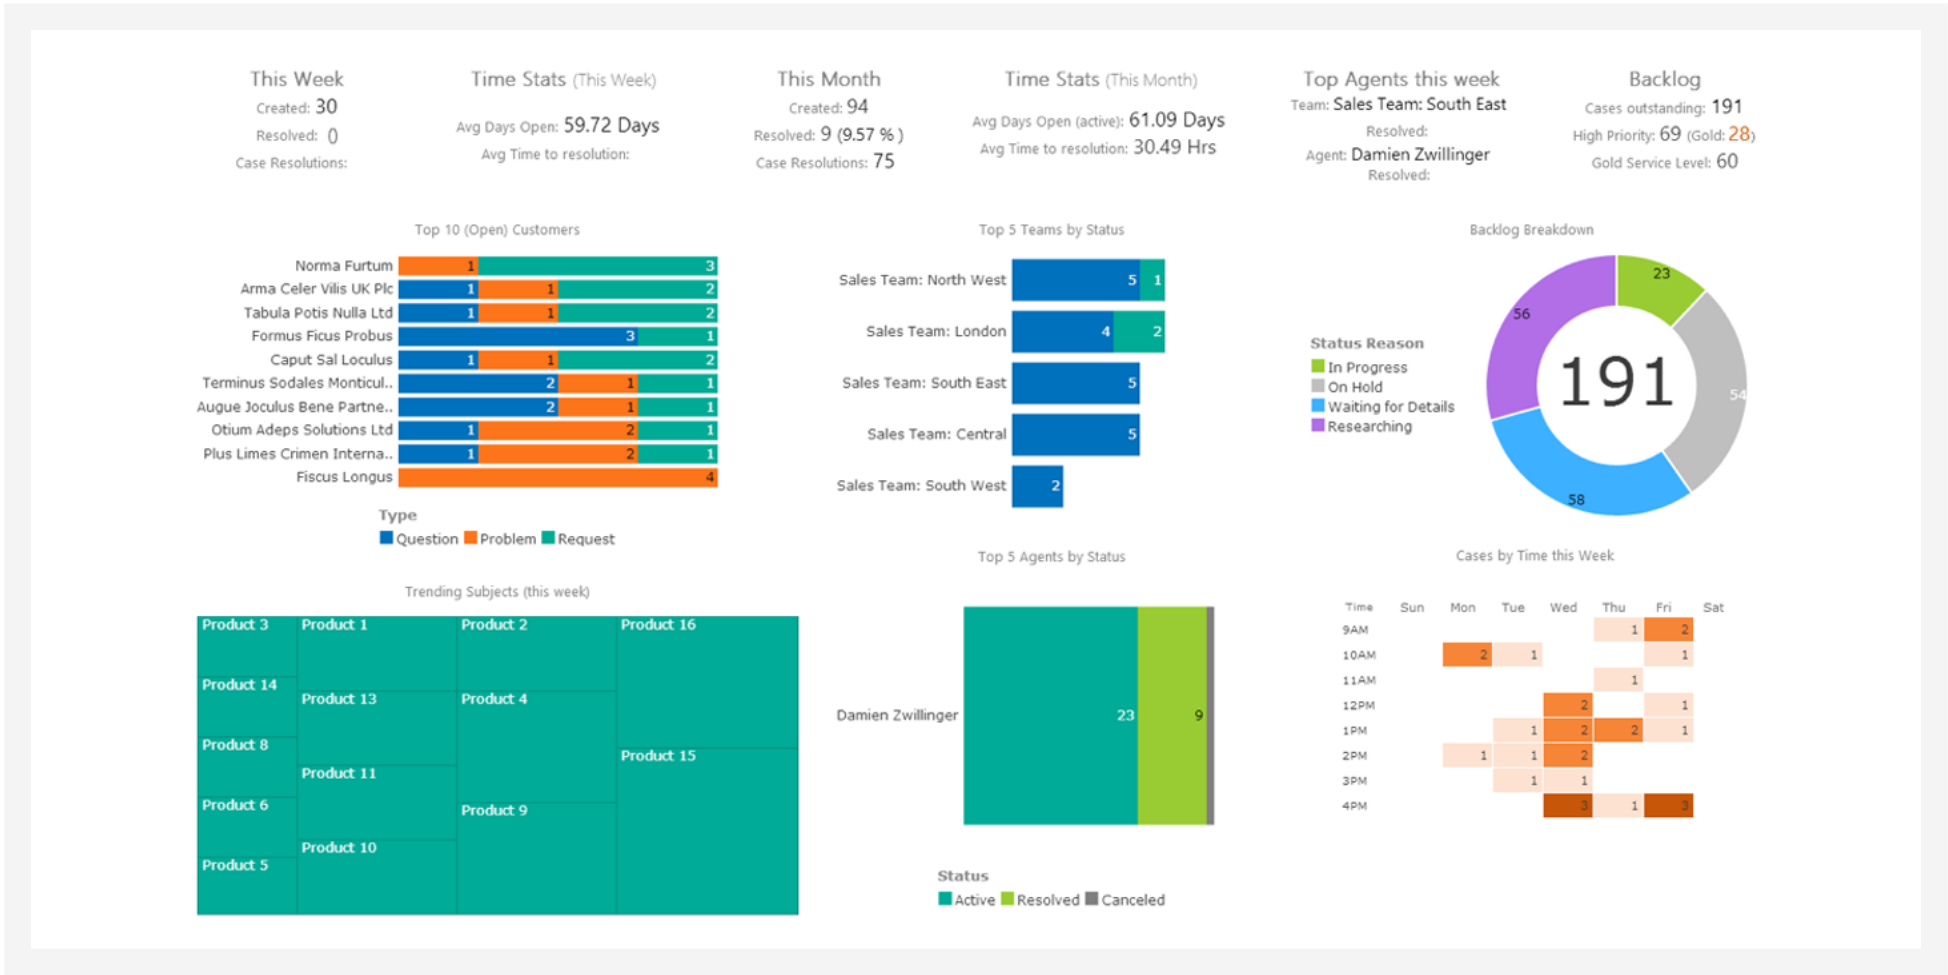 This Week
Created: 30
Resolved: 0
Case Resolutions:
Time Stats (This Week)
Avg Days Open: 59.72 Days
Avg Time to resolution:
This Month
Created: 94
Resolved: 9 (9.57 % )
Case Resolutions: 75
Time Stats (This Month)
Avg Days Open (active): 61.09 Days
Avg Time to resolution: 30.49 Hrs
Top Agents this week
Team: Sales Team: South East
Resolved:
Agent: Damien Zwillinger
Resolved:
Backlog
Cases outstanding: 191
High Priority: 69 (Gold: 28)
Gold Service Level: 60
Top 10 (Open) Customers
Norma Furtum 1 3
Arma Celer Vilis UK Plc 1 1 2
Tabula Potis Nulla Ltd 1 1 2
Formus Ficus Probus 3 1
Caput Sal Loculus 1 1 2
Terminus Sodales Monticul.. 2 1 1
Augue Joculus Bene Partne.. 2 1 1
Otium Adeps Solutions Ltd 1 2 1
Plus Limes Crimen Interna.. 1 2 1
Fiscus Longus 4
Type
Question Problem Request
Top 5 Teams by Status
Sales Team: North West 5 1
Sales Team: London 4 2
Sales Team: South East 5
Sales Team: Central 5
Sales Team: South West 2
Backlog Breakdown
Status Reason
In Progress
On Hold
Waiting for Details
Researching
23
56
191
54
58
Trending Subjects (this week)
Product 3
Product 14
Product 8
Product 6
Product 5
Product 1
Product 13
Product 11
Product 10
Product 2
Product 4
Product 9
Product 16
Product 15
Top 5 Agents by Status
Damien Zwillinger 23 9
Status
Active Resolved Canceled
Cases by Time this Week
Time Sun Mon Tue Wed Thu Fri Sat
9AM 1 2
10AM 2 1 1
11AM 1
12PM 2 1
1PM 1 2 2 1
2PM 1 1 2
3PM 1 1
4PM 3 1 3